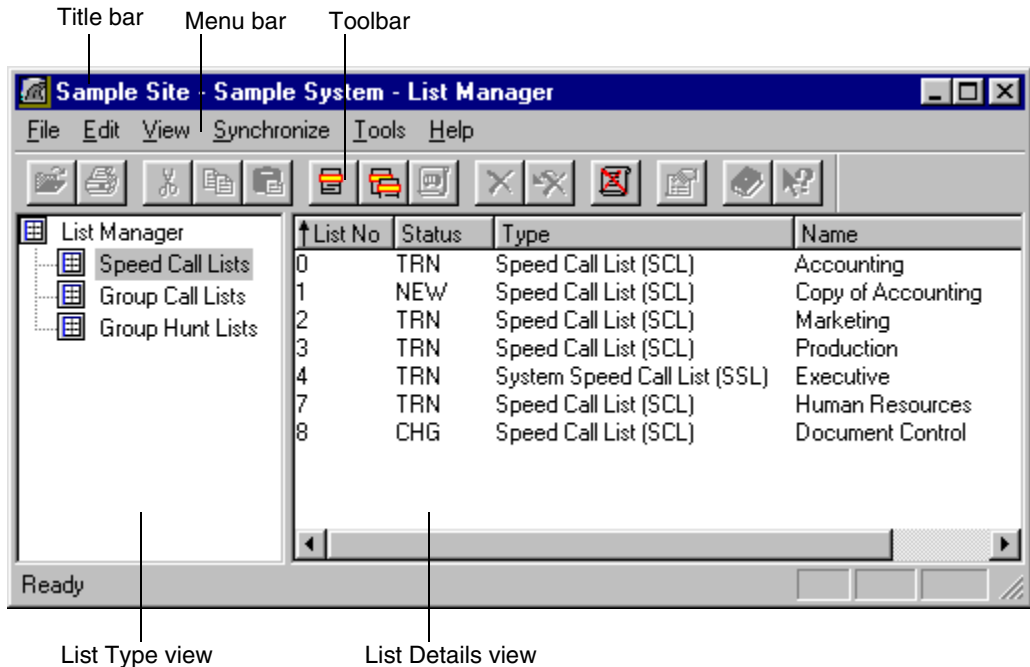 Title bar Menu bar Toolbar
Sample Site - Sample System - List Manager
File Edit View Synchronize Tools Help
List Manager
Speed Call Lists
Group Call Lists
Group Hunt Lists
List No Status Type Name
0 TRN Speed Call List (SCL) Accounting
1 NEW Speed Call List (SCL) Copy of Accounting
2 TRN Speed Call List (SCL) Marketing
3 TRN Speed Call List (SCL) Production
4 TRN System Speed Call List (SSL) Executive
7 TRN Speed Call List (SCL) Human Resources
8 CHG Speed Call List (SCL) Document Control
Ready
List Type view List Details view